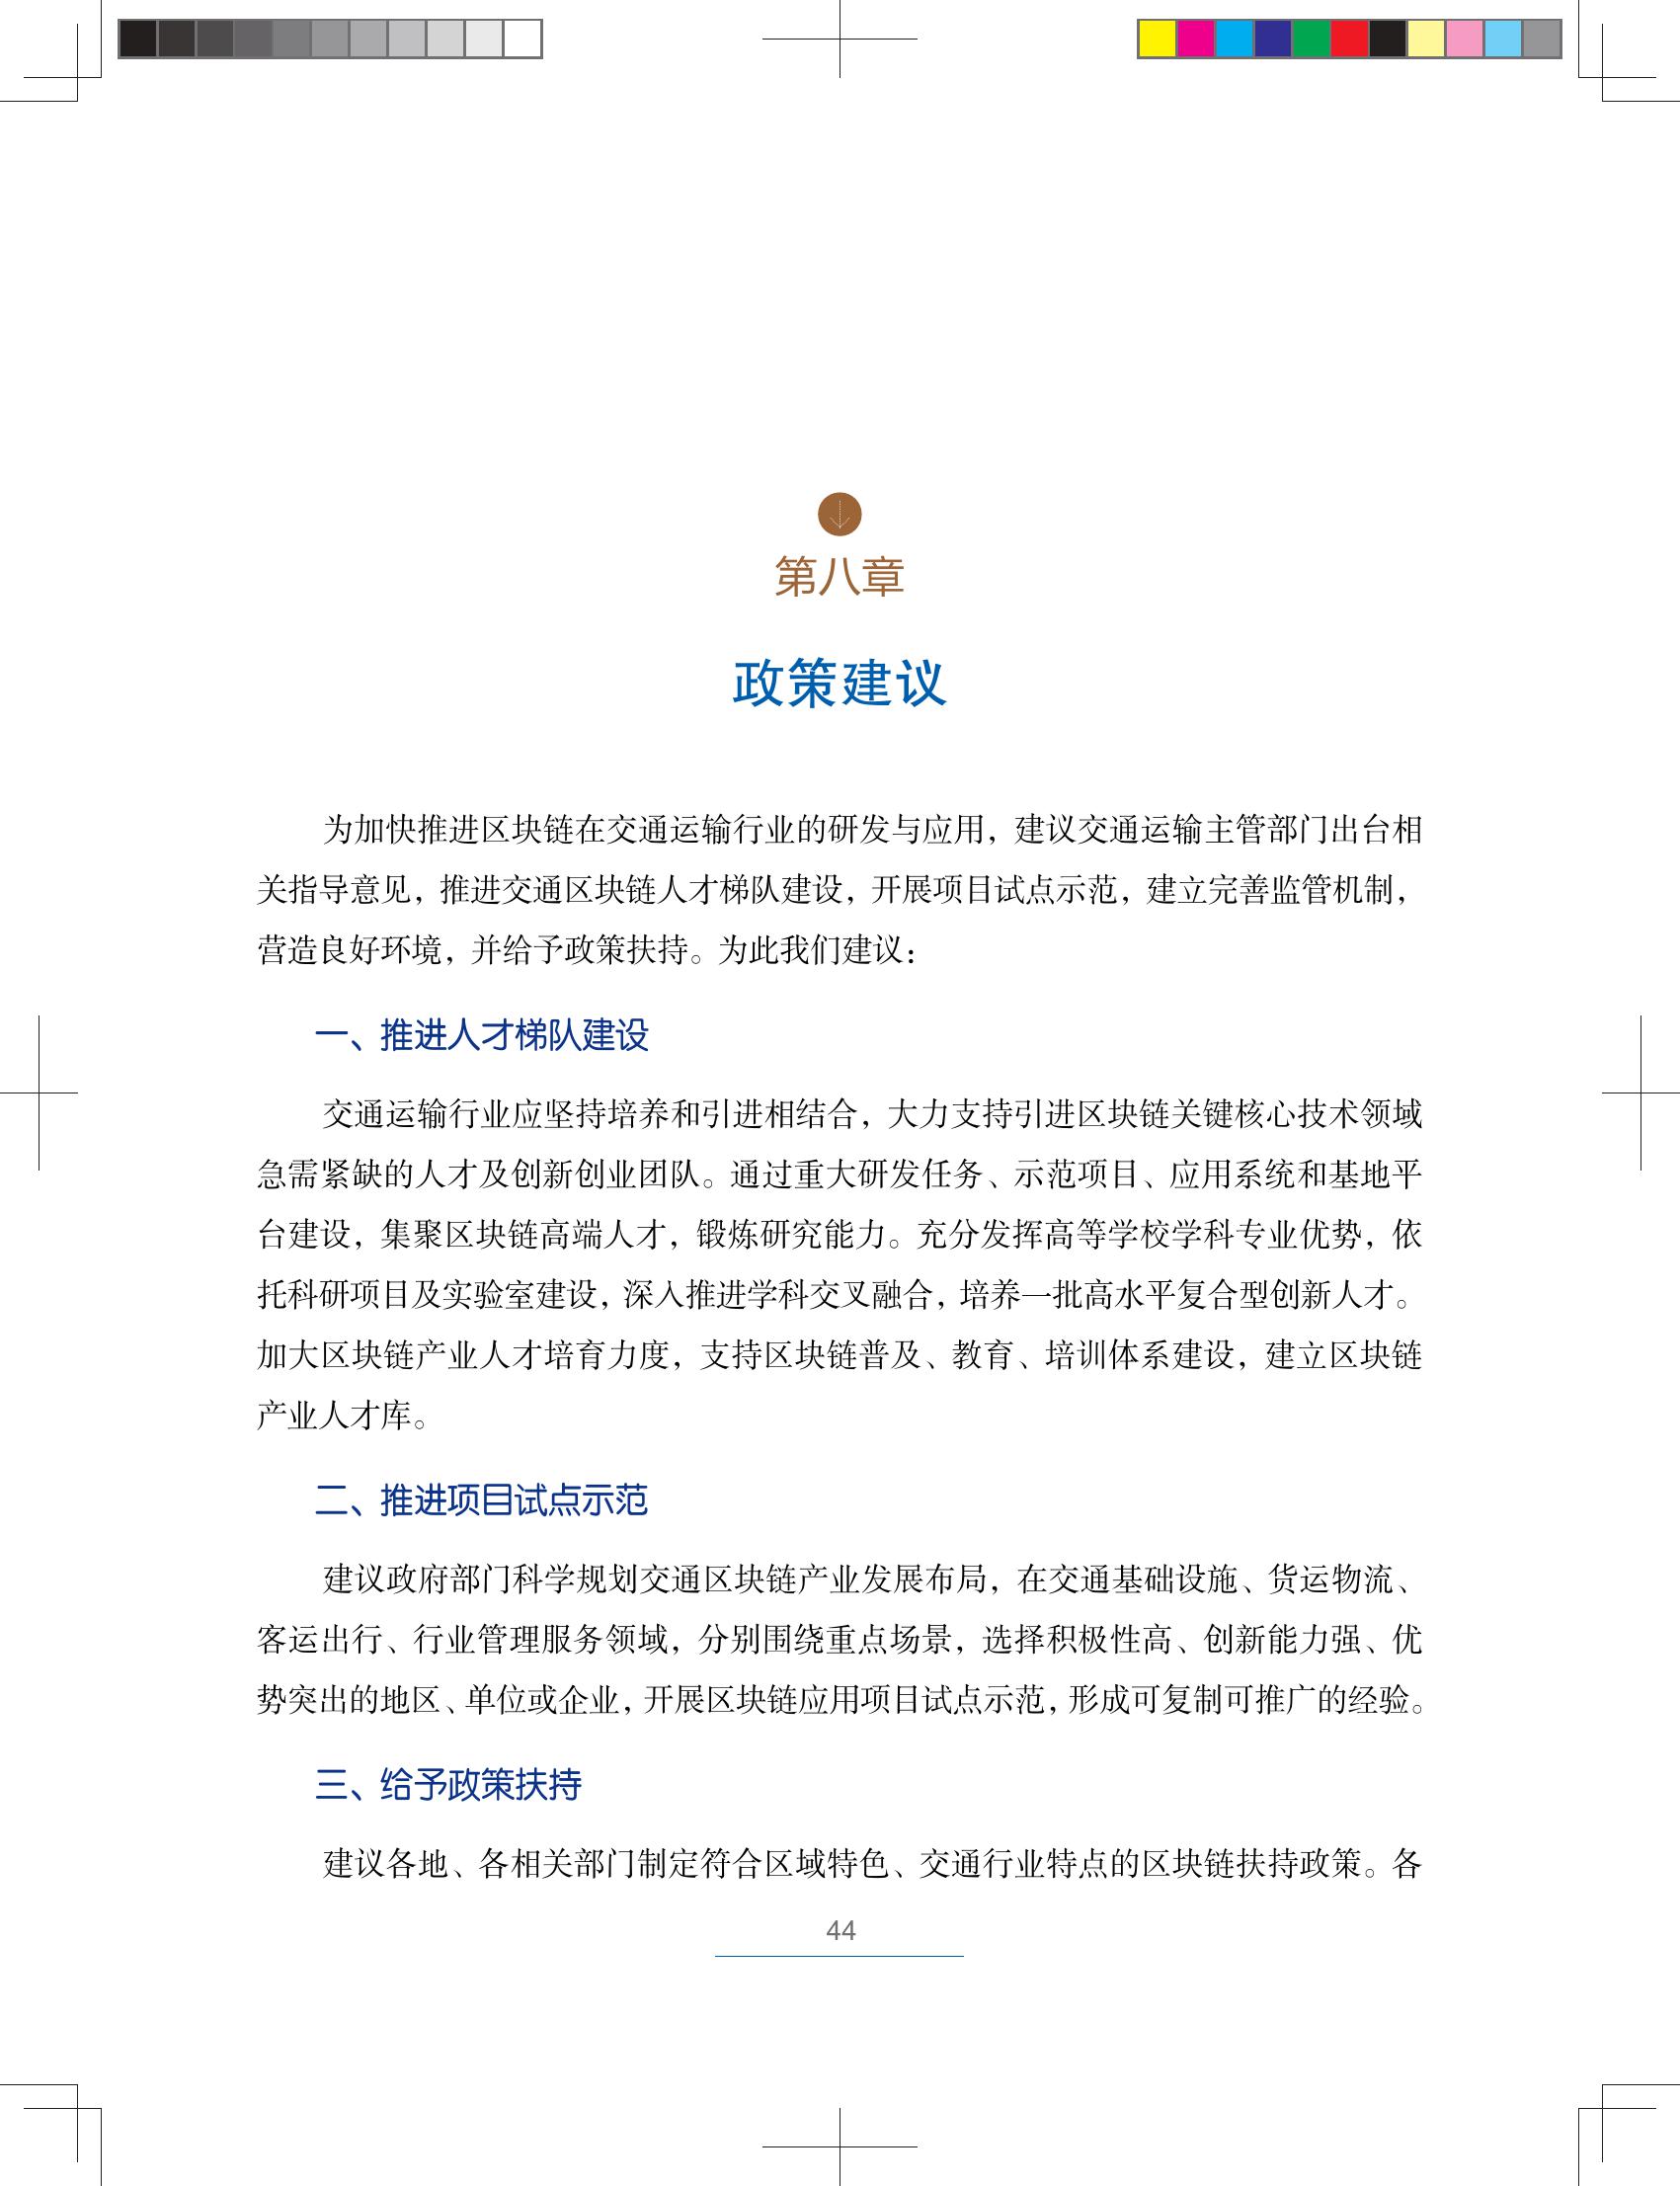 第八章
政策建议
为加快推进区块链在交通运输行业的研发与应用，建议交通运输主管部门出台相
关指导意见，推进交通区块链人才梯队建设，开展项目试点示范，建立完善监管机制，
营造良好环境，并给予政策扶持。为此我们建议：
一、推进人才梯队建设
交通运输行业应坚持培养和引进相结合，大力支持引进区块链关键核心技术领域
急需紧缺的人才及创新创业团队。通过重大研发任务、示范项目、应用系统和基地平
台建设，集聚区块链高端人才，锻炼研究能力。充分发挥高等学校学科专业优势，依
托科研项目及实验室建设，深入推进学科交叉融合，培养一批高水平复合型创新人才。
加大区块链产业人才培育力度，支持区块链普及、教育、培训体系建设，建立区块链
产业人才库。
二、推进项目试点示范
建议政府部门科学规划交通区块链产业发展布局，在交通基础设施、货运物流、
客运出行、行业管理服务领域，分别围绕重点场景，选择积极性高、创新能力强、优
势突出的地区、单位或企业，开展区块链应用项目试点示范，形成可复制可推广的经验。
三、给予政策扶持
建议各地、各相关部门制定符合区域特色、交通行业特点的区块链扶持政策。各
44